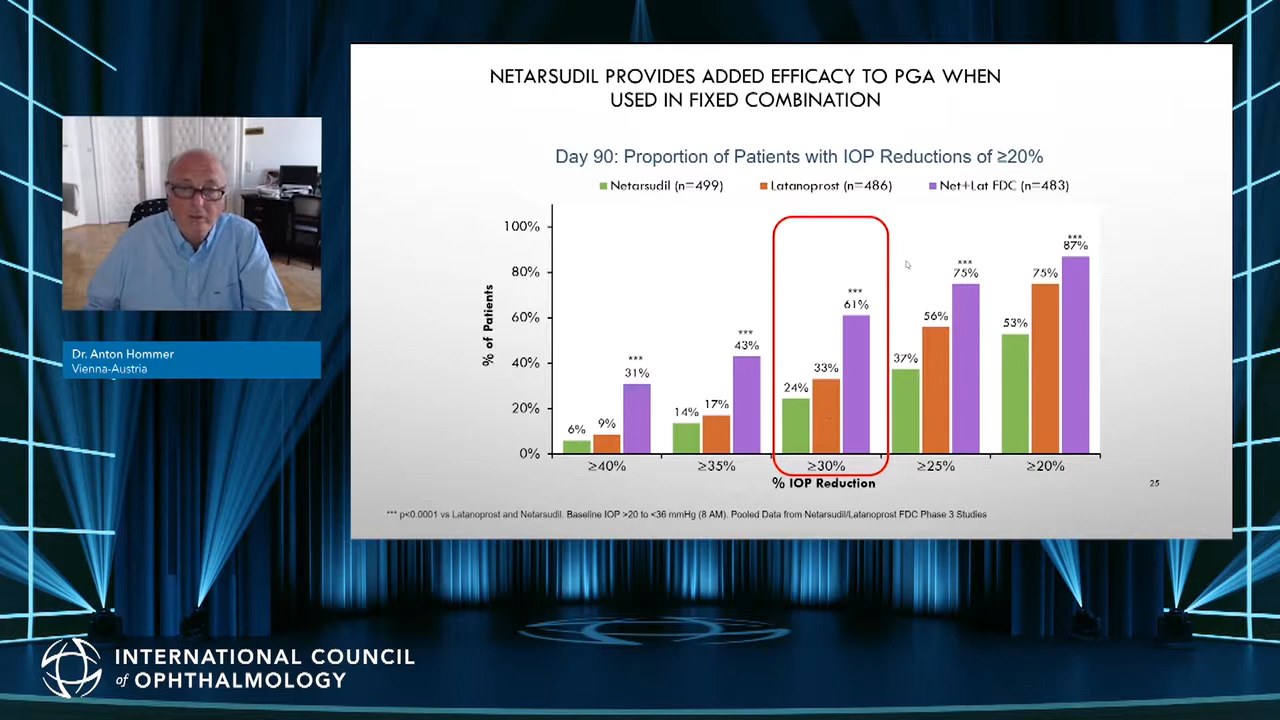 NETARSUDIL PROVIDES ADDED EFFICACY TO PGA WHEN
USED IN FIXED COMBINATION
Day 90: Proportion of Patients with IOP Reductions of ≥20%
Netarsudil (n=499) Latanoprost (n=486) Net+Lat FDC (n=483)
% of Patients
100%
80%
60%
40%
20%
0%
6% 9% *** 31%
14% 17% *** 43%
24% 33% *** 61%
37% 56% *** 75%
53% 75% *** 87%
≥40% ≥35% ≥30% ≥25% ≥20%
% IOP Reduction
25
*** p<0.0001 vs Latanoprost and Netarsudil. Baseline IOP >20 to <36 mmHg (8 AM). Pooled Data from Netarsudil/Latanoprost FDC Phase 3 Studies
Dr. Anton Hommer
Vienna-Austria
INTERNATIONAL COUNCIL
of OPHTHALMOLOGY